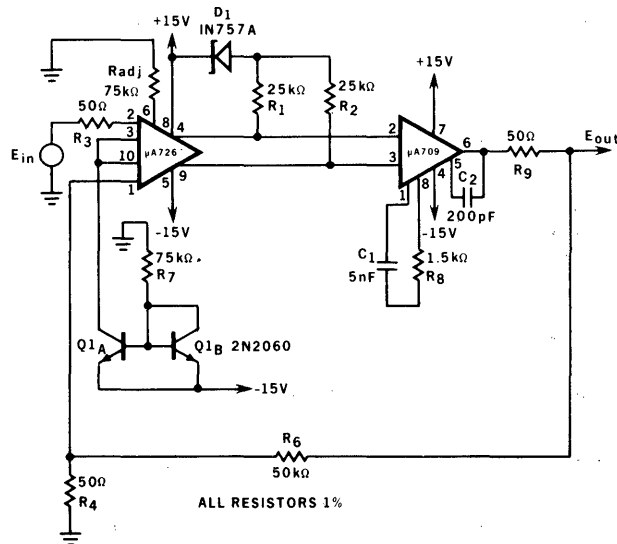 D1
IN757A
+15V
+15V
Radj
75kΩ
25kΩ
R1
25kΩ
R2
50Ω
R3
Ein
6
8
4
2
3
10
1
5
9
µA726
-15V
2
3
7
6
5
4
8
1
µA709
50Ω
R9
Eout
C2
200pF
-15V
C1
5nF
1.5kΩ
R8
75kΩ
R7
Q1A
Q1B 2N2060
-15V
R6
50kΩ
50Ω
R4
ALL RESISTORS 1%